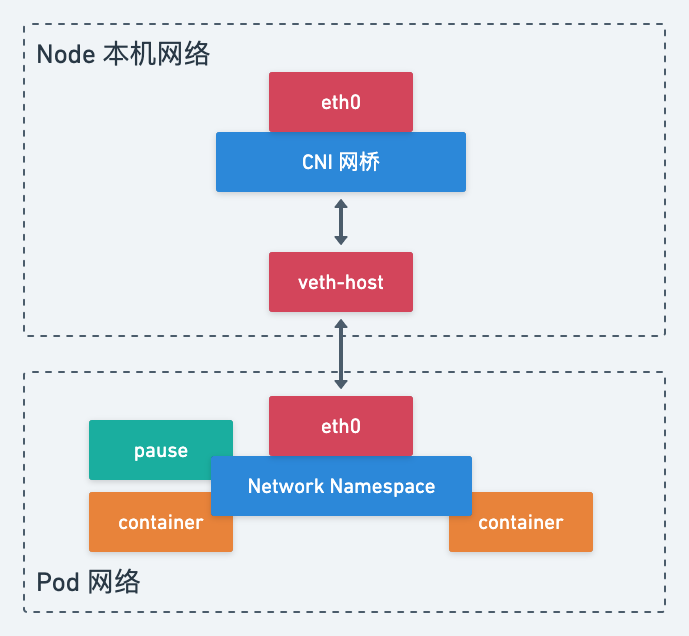 Node 本机网络
eth0
CNI 网桥
veth-host
eth0
pause
Network Namespace
container
container
Pod 网络